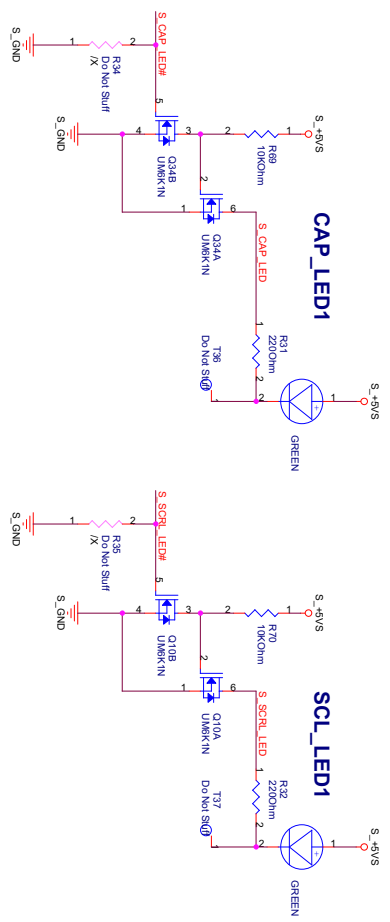 S_CAP_LED#
S_GND
1
2
R34
Do Not Stuff
/X
5
S_GND
4
3
Q34B
UM6K1N
2
1
R69
10KOhm
S_+5VS
2
1
6
Q34A
UM6K1N
S_CAP_LED
CAP_LED1
1
2
R31
220Ohm
T36
Do Not Stuff
1
2
+
1
S_+5VS
GREEN
S_SCRL_LED#
S_GND
1
2
R35
Do Not Stuff
/X
5
S_GND
4
3
Q10B
UM6K1N
2
1
R70
10KOhm
S_+5VS
2
1
6
Q10A
UM6K1N
S_SCRL_LED
SCL_LED1
1
2
R32
220Ohm
T37
Do Not Stuff
1
2
+
1
S_+5VS
GREEN